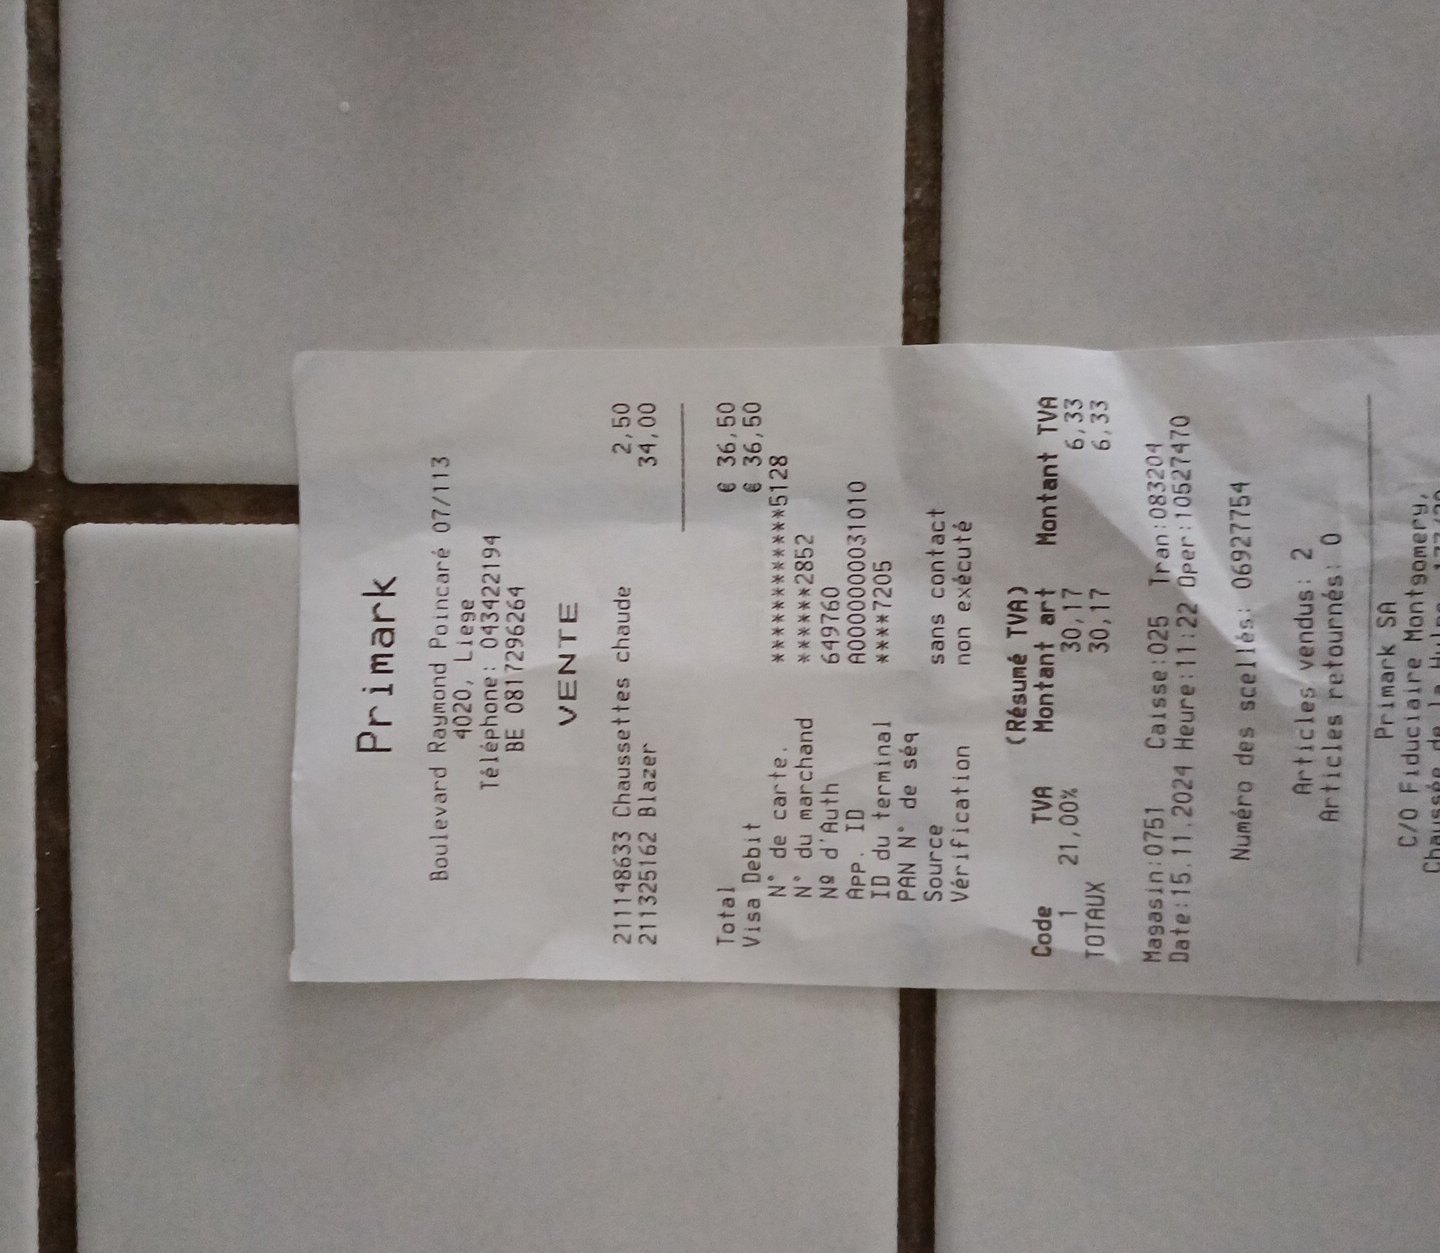 Primark
Boulevard Raymond Poincaré 07/113
4020, Liege
Téléphone: 043422194
BE 0817296264
VENTE
211148633 Chaussettes chaude 2,50
211325162 Blazer 34,00
Total € 36,50
Visa Debit € 36,50
N° de carte. ************5128
N° du marchand ******2852
Nº d'Auth 649760
App. ID A0000000031010
ID du terminal ****7205
PAN N° de séq
Source sans contact
Vérification non exécuté
(Résumé TVA)
Code TVA Montant art Montant TVA
1 21,00% 30,17 6,33
TOTAUX 30,17 6,33
Magasin:0751 Caisse:025 Tran:083204
Date:15.11.2024 Heure:11:22 Oper:10527470
Numéro des scellés: 06927754
Articles vendus: 2
Articles retournés: 0
Primark SA
C/O Fiduciaire Montgomery,
Chaussée de la